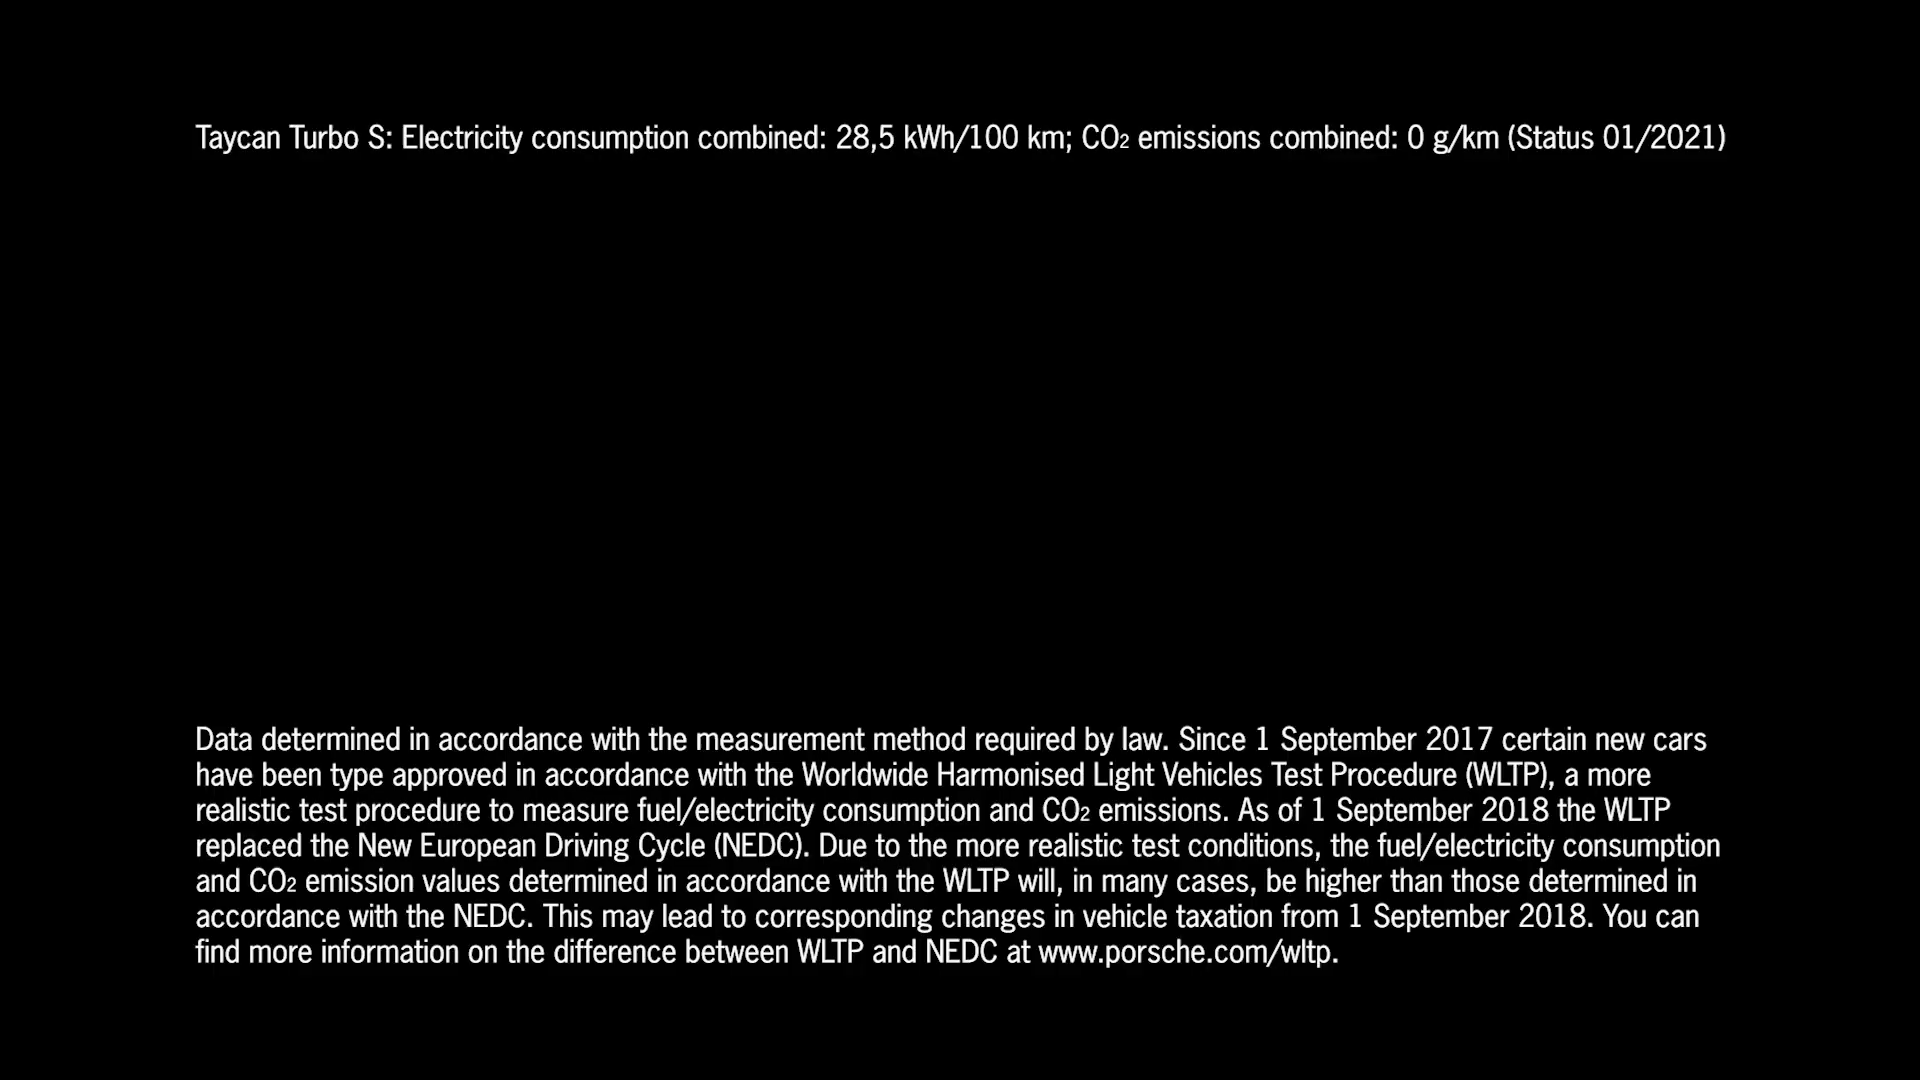 Taycan Turbo S: Electricity consumption combined: 28,5 kWh/100 km; CO₂ emissions combined: 0 g/km (Status 01/2021)
Data determined in accordance with the measurement method required by law. Since 1 September 2017 certain new cars
have been type approved in accordance with the Worldwide Harmonised Light Vehicles Test Procedure (WLTP), a more
realistic test procedure to measure fuel/electricity consumption and CO₂ emissions. As of 1 September 2018 the WLTP
replaced the New European Driving Cycle (NEDC). Due to the more realistic test conditions, the fuel/electricity consumption
and CO₂ emission values determined in accordance with the WLTP will, in many cases, be higher than those determined in
accordance with the NEDC. This may lead to corresponding changes in vehicle taxation from 1 September 2018. You can
find more information on the difference between WLTP and NEDC at www.porsche.com/wltp.